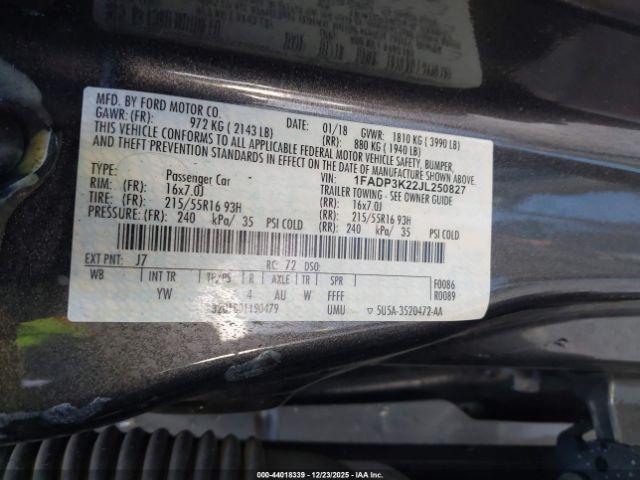 MFD. BY FORD MOTOR CO.
DATE: 01/18 GVWR: 1810 KG (3990 LB)
GAWR: (FR): 972 KG (2143 LB) (RR): 880 KG (1940 LB)
THIS VEHICLE CONFORMS TO ALL APPLICABLE FEDERAL MOTOR VEHICLE SAFETY, BUMPER,
AND THEFT PREVENTION STANDARDS IN EFFECT ON THE DATE OF MANUFACTURE SHOWN ABOVE.
VIN: 1FADP3K22JL250827
TYPE: Passenger Car TRAILER TOWING - SEE OWNER GUIDE
RIM: (FR): 16x7.0J (RR): 16x7.0J
TIRE: (FR): 215/55R16 93H (RR): 215/55R16 93H
PRESSURE: (FR): 240 kPa/ 35 PSI COLD (RR): 240 kPa/ 35 PSI COLD
EXT PNT: J7 RC: 72 DSO:
WB INT TR TP/PS R AXLE TR SPR F0086
YW 4 AU W FFFF R0089
UMU ▽ 5U5A-3520472-AA
000-44018339 - 12/23/2025 - IAA Inc.